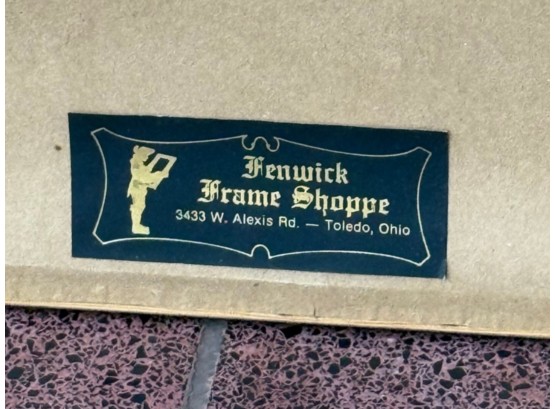 Fenwick
Frame Shoppe
3433 W. Alexis Rd. — Toledo, Ohio